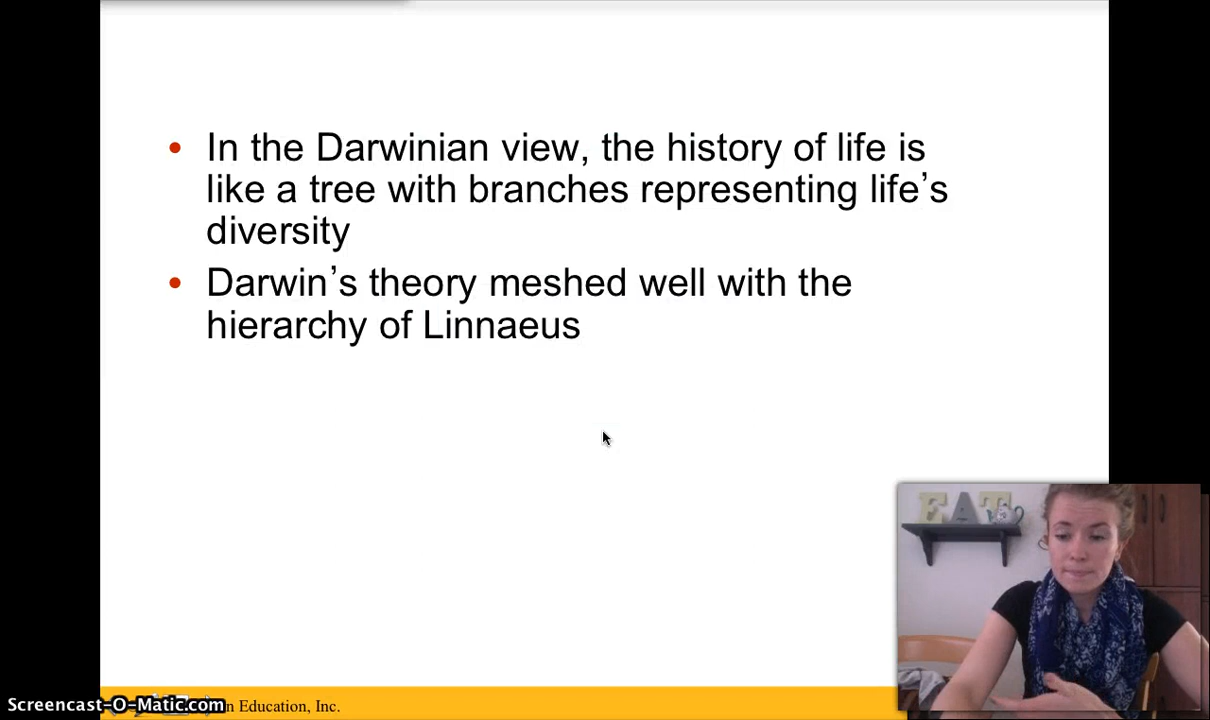 • In the Darwinian view, the history of life is
like a tree with branches representing life’s
diversity
• Darwin’s theory meshed well with the
hierarchy of Linnaeus
EAT
Screencast-O-Matic.com
Education, Inc.